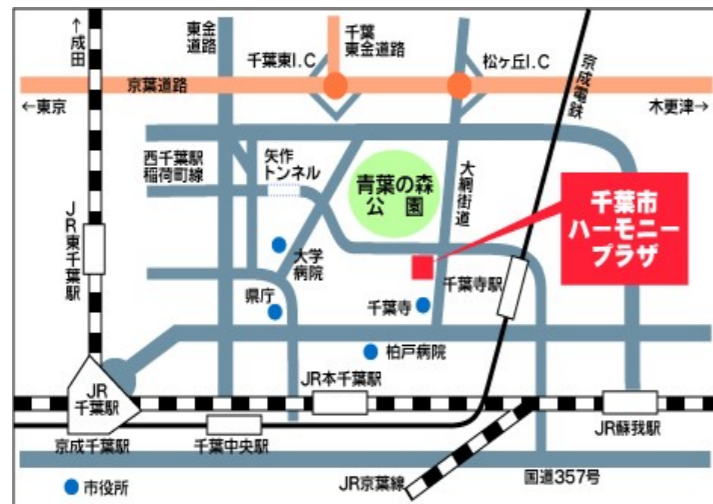 ←成田
東金
道路
千葉東I.C
千葉
東金道路
松ヶ丘I.C
京成電鉄
京葉道路
←東京
木更津→
西千葉駅
稲荷町線
矢作
トンネル
青葉の森
公　園
大網街道
千葉市
ハーモニー
プラザ
JR東千葉駅
大学
病院
県庁
千葉寺
千葉寺駅
柏戸病院
JR
千葉駅
JR本千葉駅
京成千葉駅
千葉中央駅
JR蘇我駅
市役所
JR京葉線
国道357号